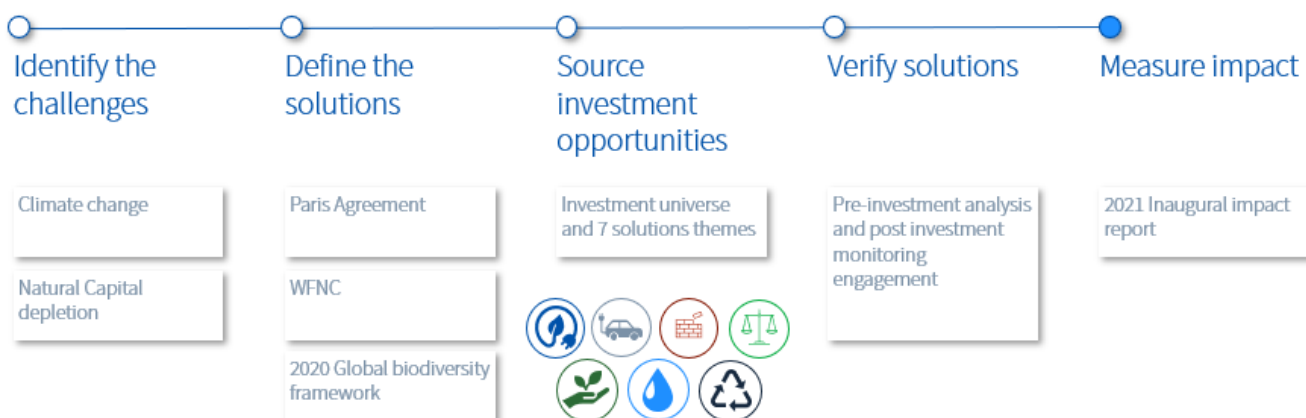 Identify the
challenges
Define the
solutions
Source
investment
opportunities
Verify solutions
Measure impact
Climate change
Natural Capital
depletion
Paris Agreement
WFNC
2020 Global biodiversity
framework
Investment universe
and 7 solutions themes
Pre-investment analysis
and post investment
monitoring
engagement
2021 Inaugural impact
report